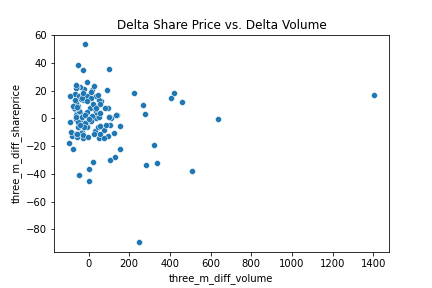 Delta Share Price vs. Delta Volume
60
40
20
0
−20
−40
−60
−80
three_m_diff_shareprice
0 200 400 600 800 1000 1200 1400
three_m_diff_volume